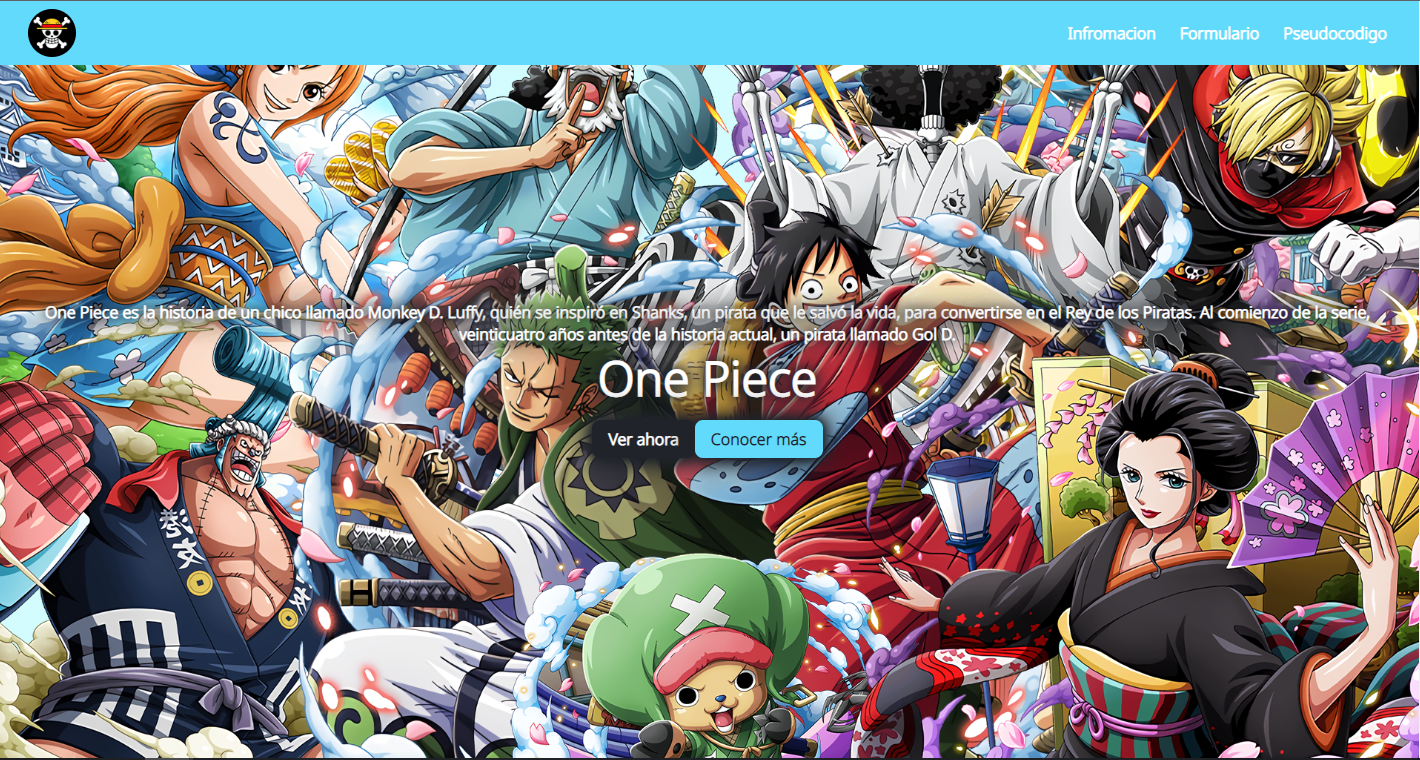 Infromacion Formulario Pseudocodigo
One Piece es la historia de un chico llamado Monkey D. Luffy, quién se inspiró en Shanks, un pirata que le salvó la vida, para convertirse en el Rey de los Piratas. Al comienzo de la serie,
veinticuatro años antes de la historia actual, un pirata llamado Gol D.
One Piece
Ver ahora Conocer más